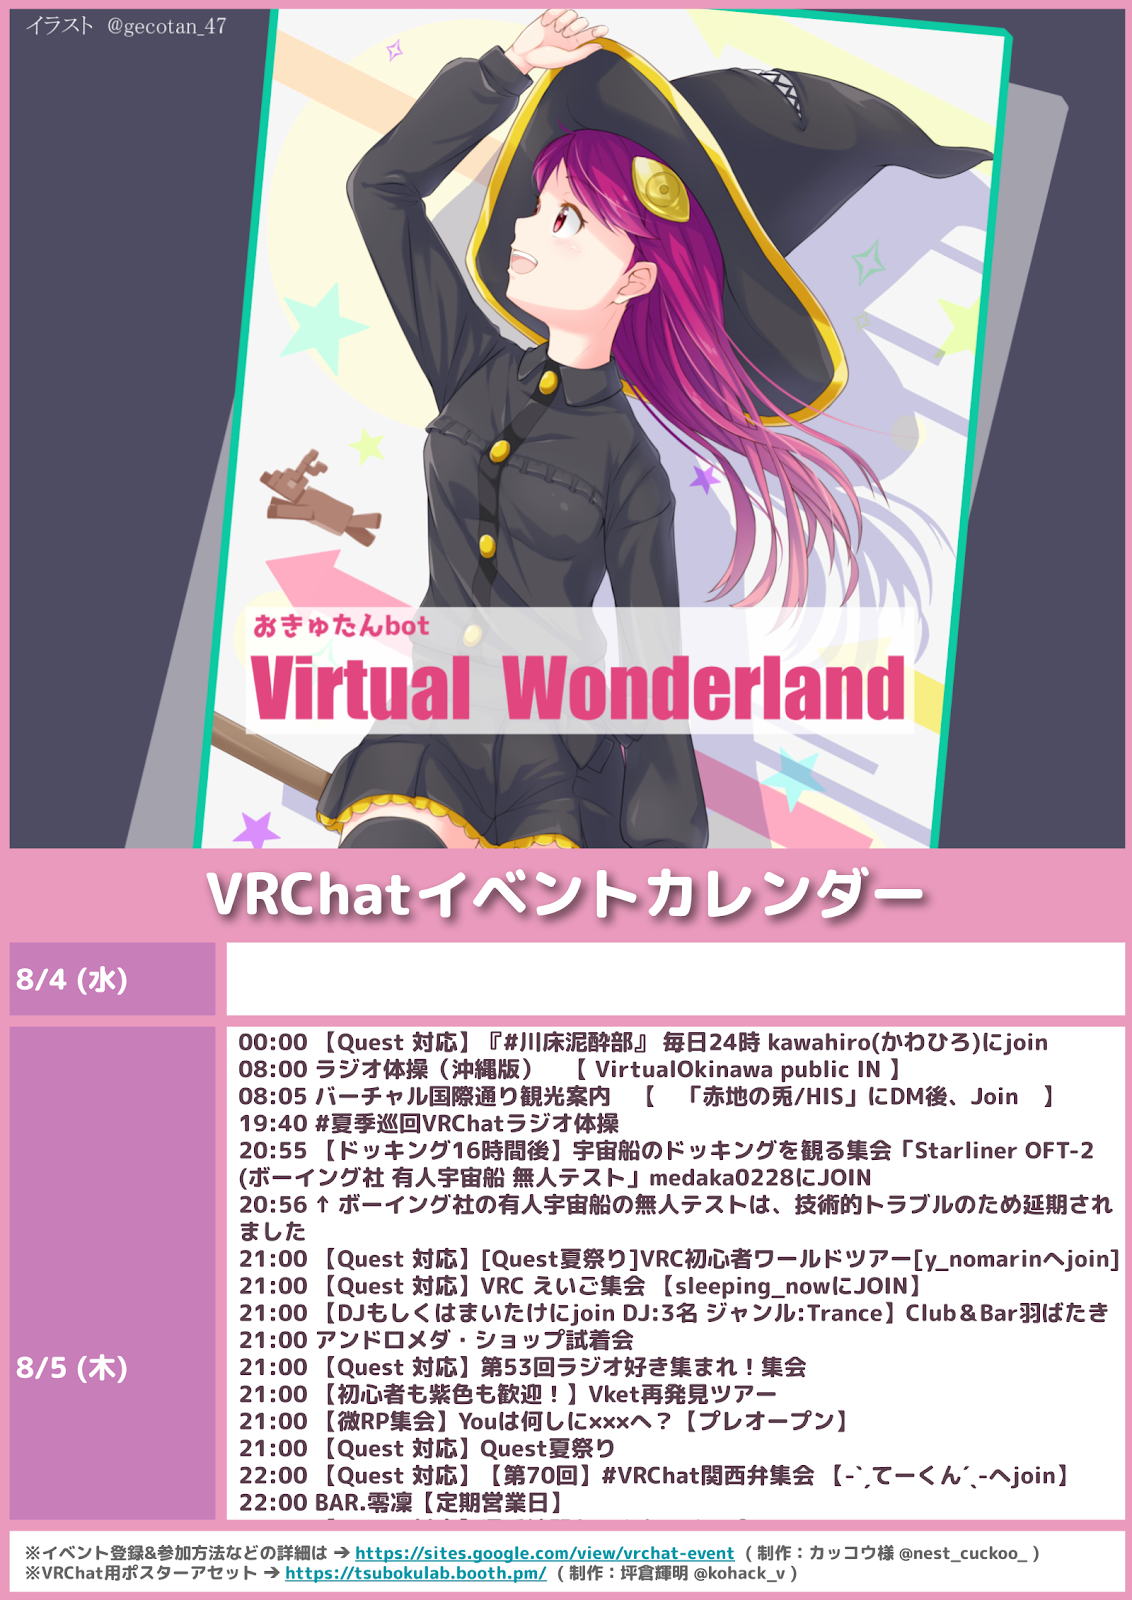 イラスト @gecotan_47
おきゅたんbot
Virtual Wonderland
VRChatイベントカレンダー
8/4 (水)
8/5 (木)
00:00 【Quest 対応】『#川床泥酔部』 毎日24時 kawahiro(かわひろ)にjoin
08:00 ラジオ体操（沖縄版） 【 VirtualOkinawa public IN 】
08:05 バーチャル国際通り観光案内 【 「赤地の兎/HIS」にDM後、Join 】
19:40 #夏季巡回VRChatラジオ体操
20:55 【ドッキング16時間後】宇宙船のドッキングを観る集会「Starliner OFT-2
(ボーイング社 有人宇宙船 無人テスト」medaka0228にJOIN
20:56 ↑ ボーイング社の有人宇宙船の無人テストは、技術的トラブルのため延期され
ました
21:00 【Quest 対応】[Quest夏祭り]VRC初心者ワールドツアー[y_nomarinへjoin]
21:00 【Quest 対応】VRC えいご集会 【sleeping_nowにJOIN】
21:00 【DJもしくはまいたけにjoin DJ:3名 ジャンル:Trance】Club＆Bar羽ばたき
21:00 アンドロメダ・ショップ試着会
21:00 【Quest 対応】第53回ラジオ好き集まれ！集会
21:00 【初心者も紫色も歓迎！】Vket再発見ツアー
21:00 【微RP集会】Youは何しに×××へ？【プレオープン】
21:00 【Quest 対応】Quest夏祭り
22:00 【Quest 対応】【第70回】#VRChat関西弁集会 【-ˋˏてーくんˊˎ-へjoin】
22:00 BAR.零凜【定期営業日】
※イベント登録&参加方法などの詳細は → https://sites.google.com/view/vrchat-event ( 制作：カッコウ様 @nest_cuckoo_ )
※VRChat用ポスターアセット → https://tsubokulab.booth.pm/ ( 制作：坪倉輝明 @kohack_v )